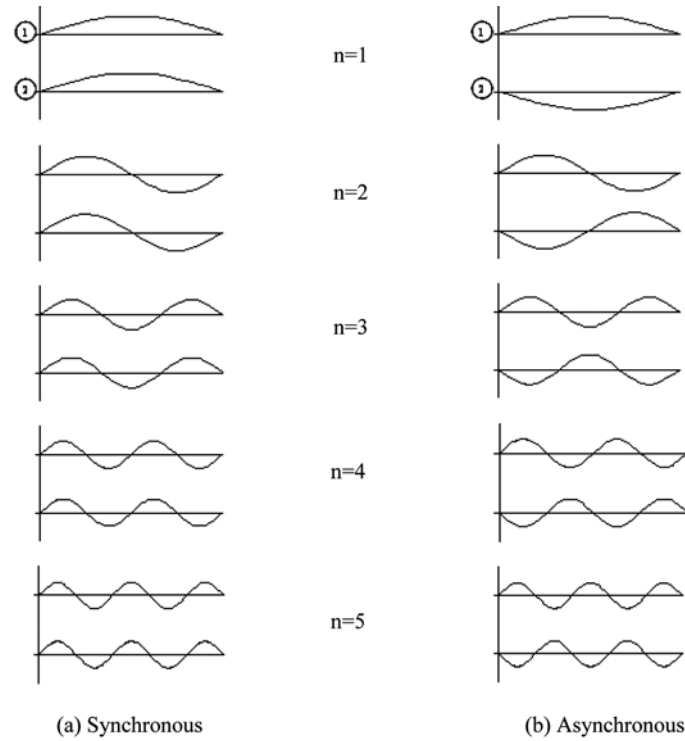 ① ①
n=1
② ②
n=2
n=3
n=4
n=5
(a) Synchronous (b) Asynchronous